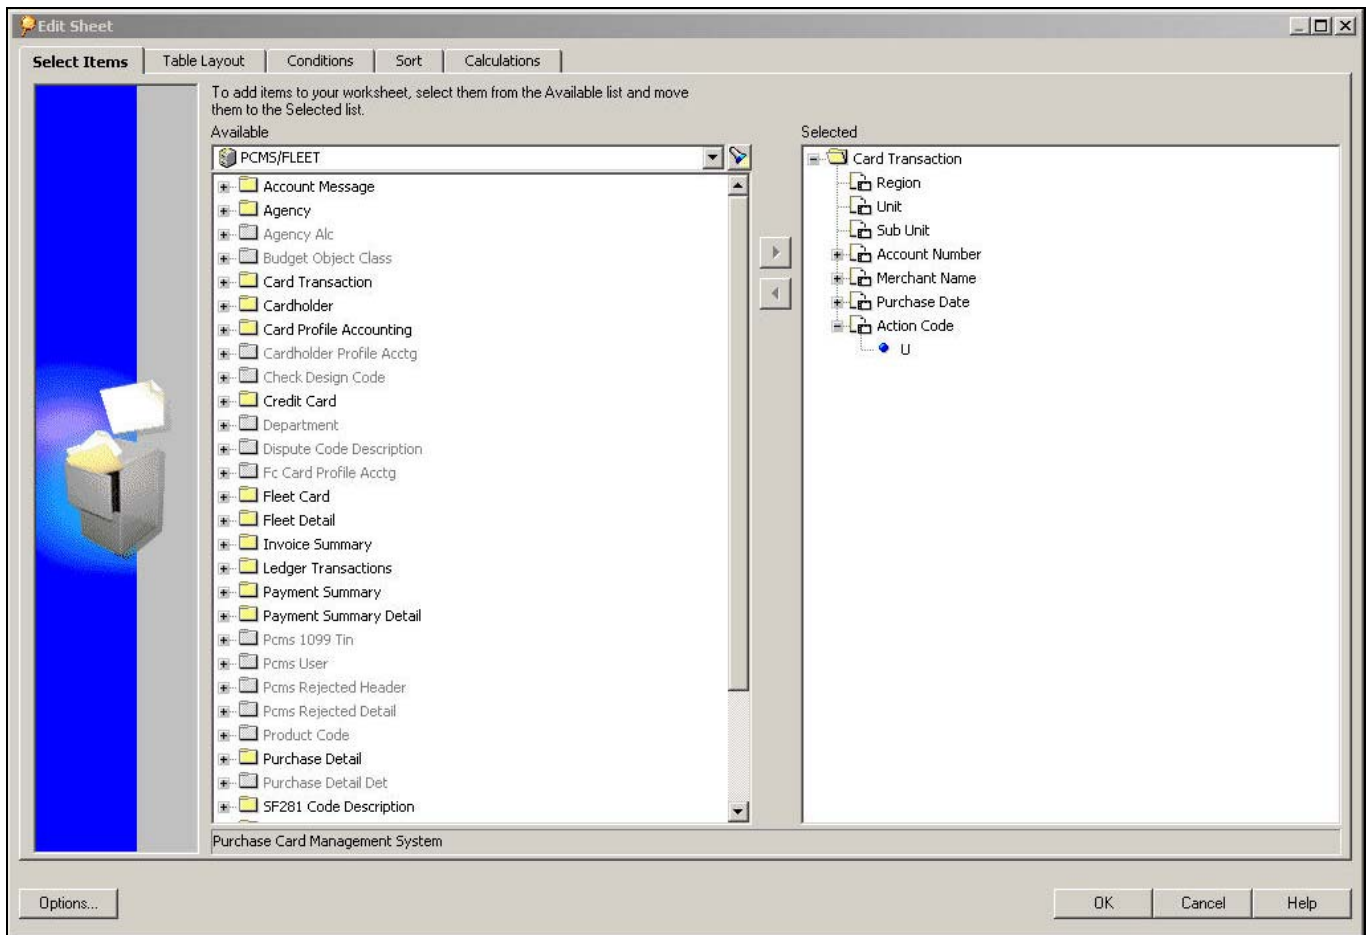 Edit Sheet
Select Items
Table Layout
Conditions
Sort
Calculations
To add items to your worksheet, select them from the Available list and move
them to the Selected list.
Available
PCMS/FLEET
Account Message
Agency
Agency Alc
Budget Object Class
Card Transaction
Cardholder
Card Profile Accounting
Cardholder Profile Acctg
Check Design Code
Credit Card
Department
Dispute Code Description
Fc Card Profile Acctg
Fleet Card
Fleet Detail
Invoice Summary
Ledger Transactions
Payment Summary
Payment Summary Detail
Pcms 1099 Tin
Pcms User
Pcms Rejected Header
Pcms Rejected Detail
Product Code
Purchase Detail
Purchase Detail Det
SF281 Code Description
Purchase Card Management System
Selected
Card Transaction
Region
Unit
Sub Unit
Account Number
Merchant Name
Purchase Date
Action Code
U
Options...
OK
Cancel
Help